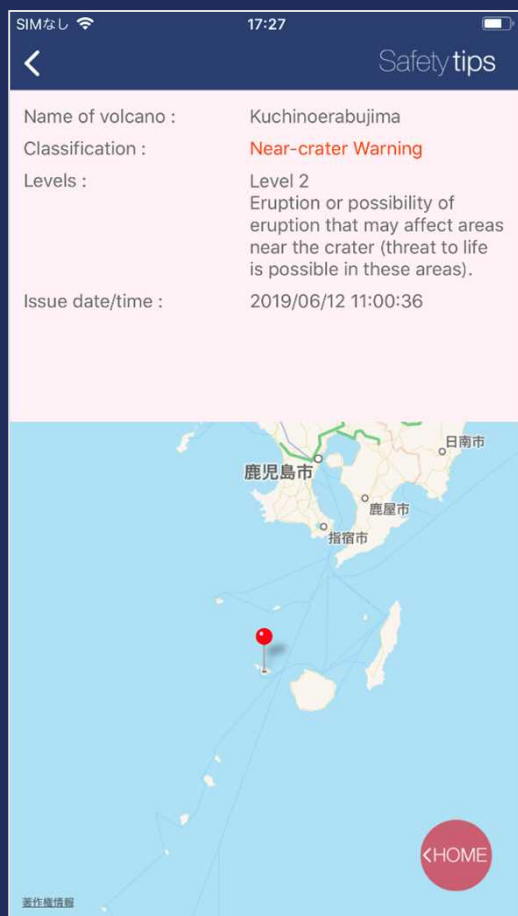 SIMなし 17:27
Safety tips
Name of volcano : Kuchinoerabujima
Classification : Near-crater Warning
Levels : Level 2
Eruption or possibility of
eruption that may affect areas
near the crater (threat to life
is possible in these areas).
Issue date/time : 2019/06/12 11:00:36
日南市
鹿児島市
鹿屋市
指宿市
<HOME
著作権情報